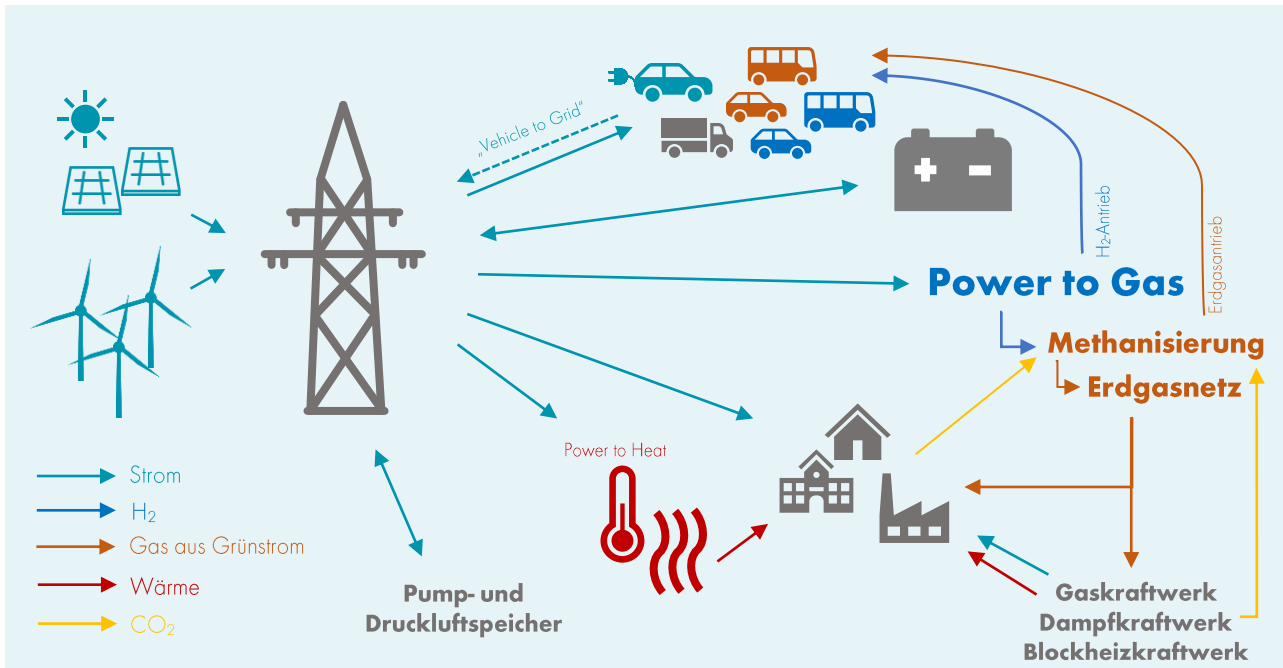 „Vehicle to Grid“
H2-Antrieb
Erdgasantrieb
Power to Gas
Methanisierung
Erdgasnetz
Power to Heat
Strom
H2
Gas aus Grünstrom
Wärme
CO2
Pump- und
Druckluftspeicher
Gaskraftwerk
Dampfkraftwerk
Blockheizkraftwerk